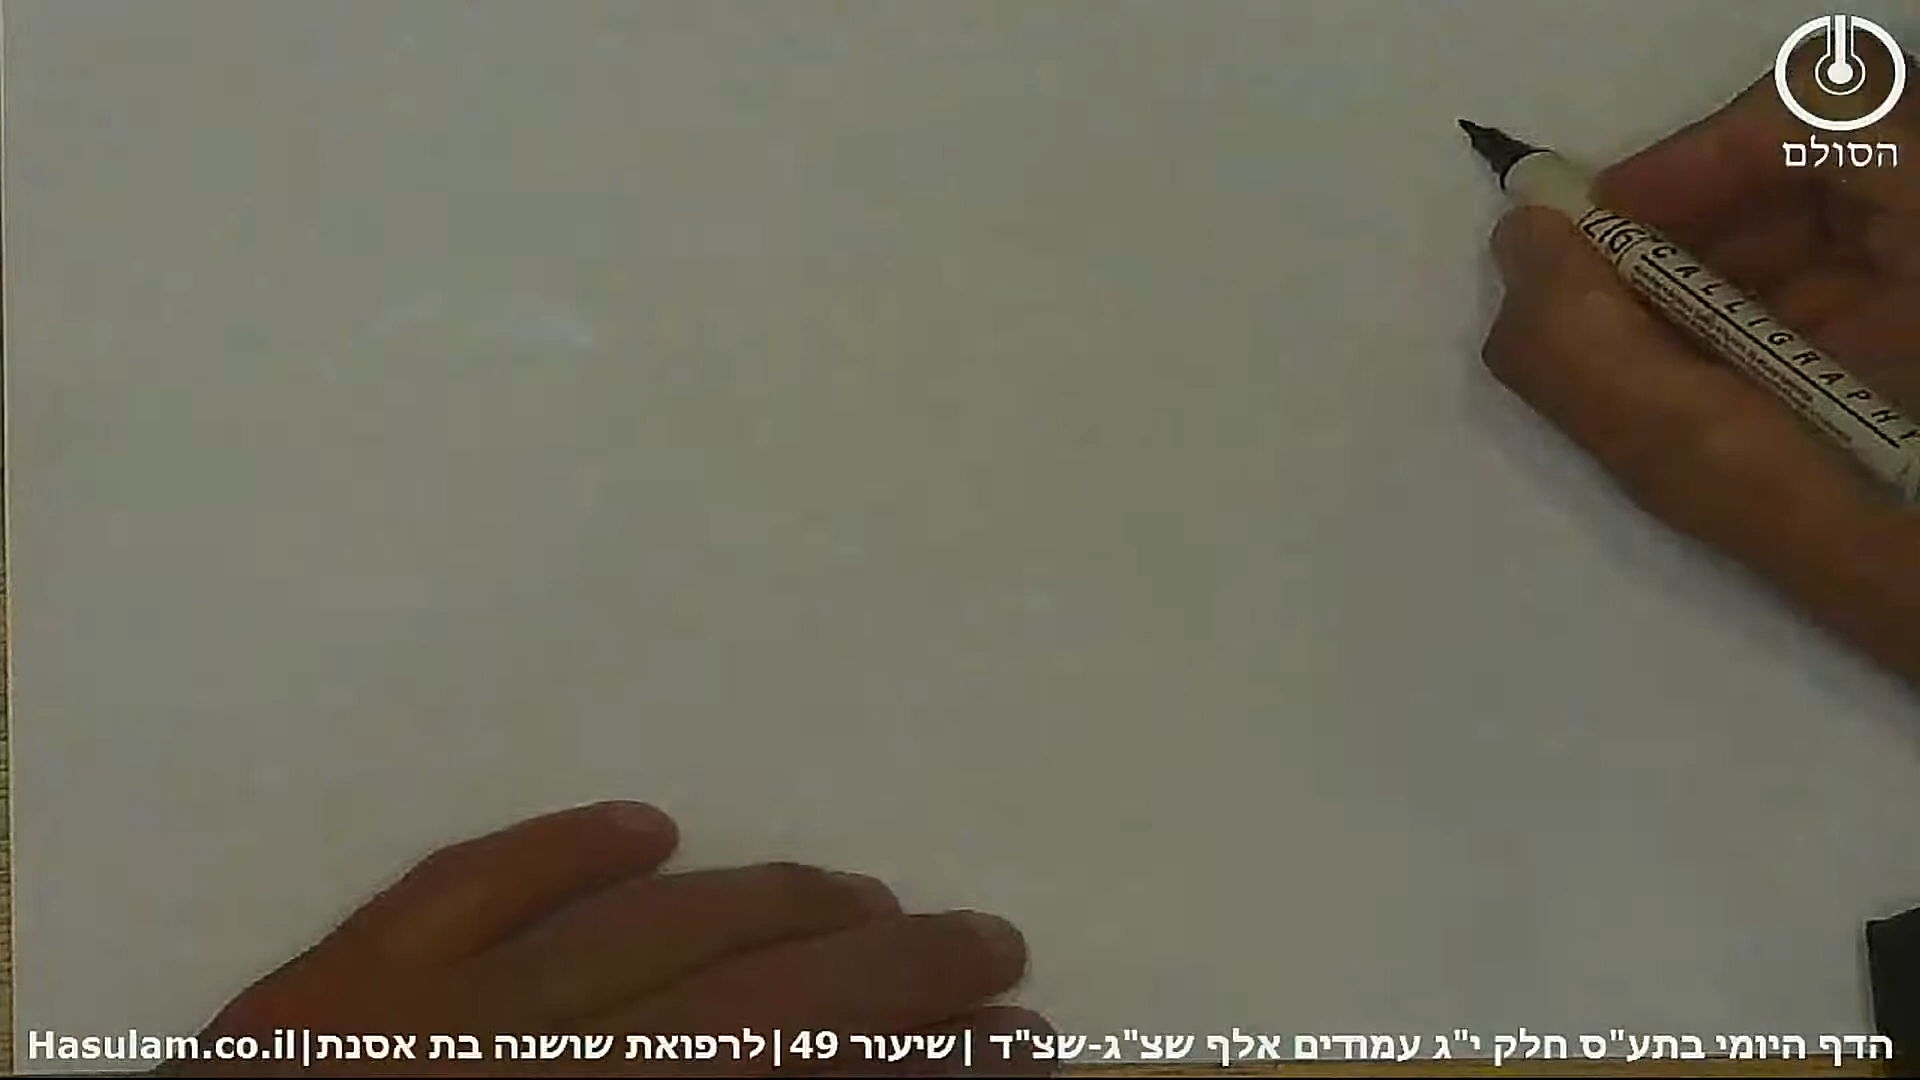 הסולם
ZIG CALLIGRAPHY
הדף היומי בתע"ס חלק י"ג עמודים אלף שצ"ג-שצ"ד |שיעור 49|לרפואת שושנה בת אסנת|Hasulam.co.il